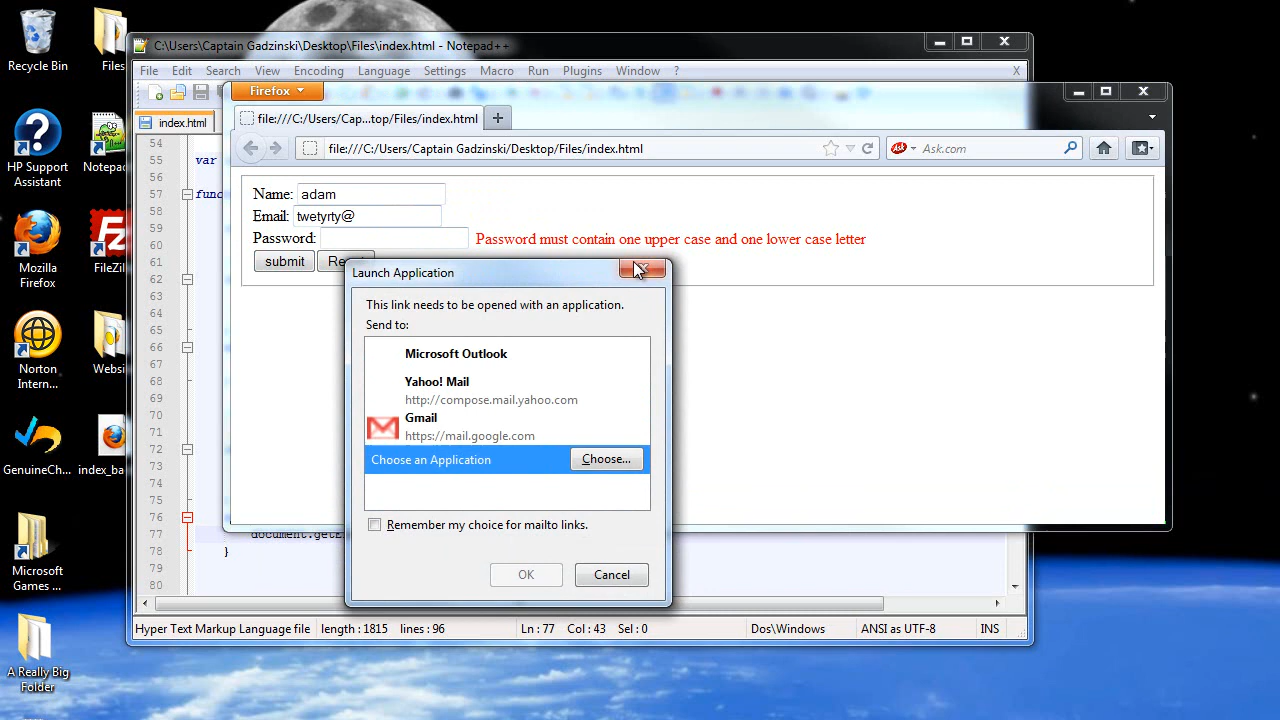 Recycle Bin
Files
HP Support
Assistant
Notepa
Mozilla
Firefox
FileZil
Norton
Intern...
Websi
GenuineCh...
index_ba
Microsoft
Games ...
A Really Big
Folder
C:\Users\Captain Gadzinski\Desktop\Files\index.html - Notepad++
File Edit Search View Encoding Language Settings Macro Run Plugins Window ? X
index.html
54
55 var
56
57 func
58
59
60
61
62
63
64
65
66
67
68
69
70
71
72
73
74
75
76
77 document.getE
78 }
79
80
Hyper Text Markup Language file length : 1815 lines : 96 Ln : 77 Col : 43 Sel : 0 Dos\Windows ANSI as UTF-8 INS
Firefox
file:///C:/Users/Cap...top/Files/index.html
file:///C:/Users/Captain Gadzinski/Desktop/Files/index.html
Ask Ask.com
Name: adam
Email: twetyrty@
Password: Password must contain one upper case and one lower case letter
submit Re
Launch Application
This link needs to be opened with an application.
Send to:
Microsoft Outlook
Yahoo! Mail
http://compose.mail.yahoo.com
Gmail
https://mail.google.com
Choose an Application Choose...
Remember my choice for mailto links.
OK Cancel